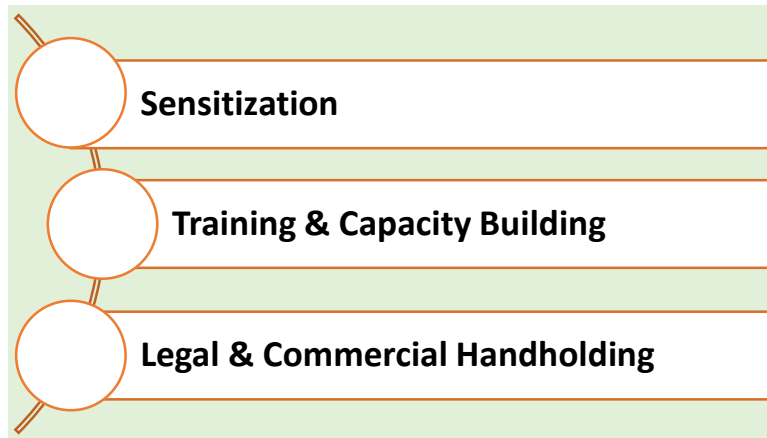 Sensitization
Training & Capacity Building
Legal & Commercial Handholding